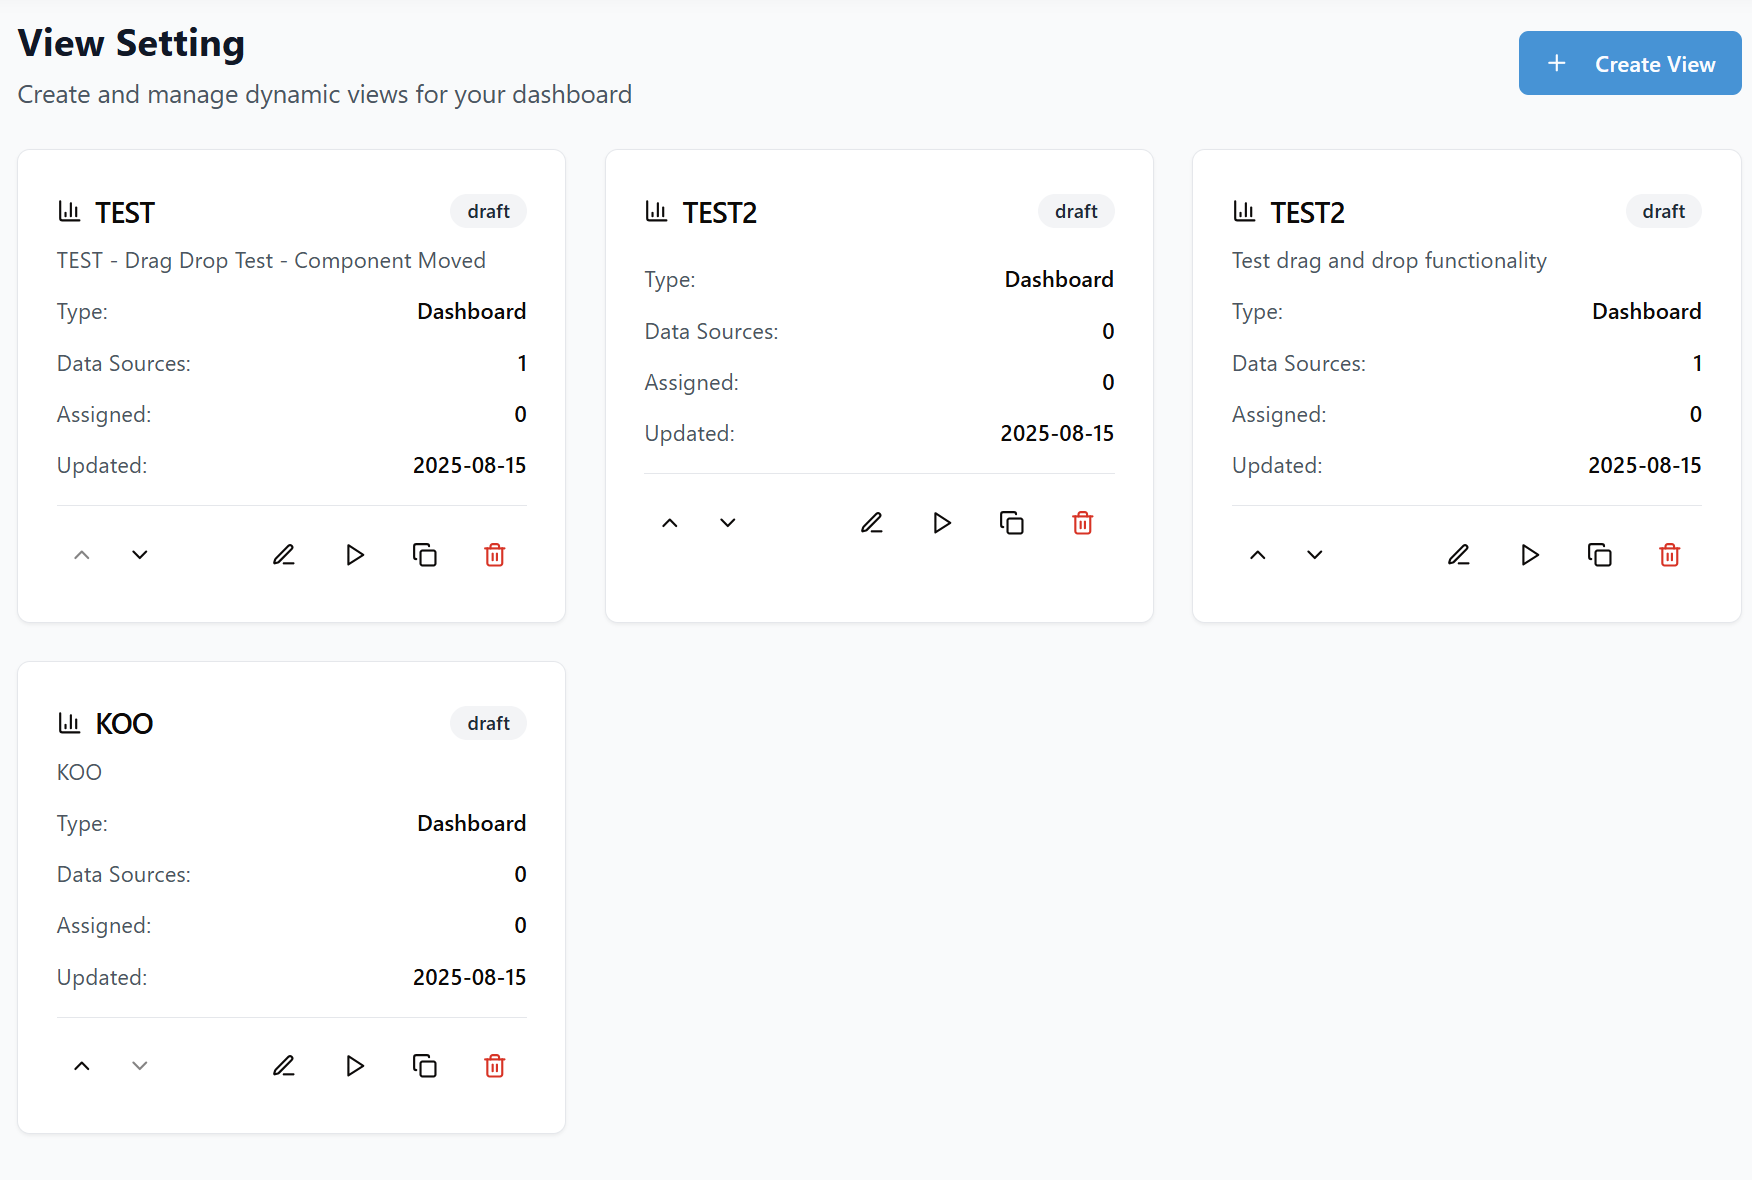 View Setting
Create and manage dynamic views for your dashboard
Create View
TEST
draft
TEST - Drag Drop Test - Component Moved
Type: Dashboard
Data Sources: 1
Assigned: 0
Updated: 2025-08-15
TEST2
draft
Type: Dashboard
Data Sources: 0
Assigned: 0
Updated: 2025-08-15
TEST2
draft
Test drag and drop functionality
Type: Dashboard
Data Sources: 1
Assigned: 0
Updated: 2025-08-15
KOO
draft
KOO
Type: Dashboard
Data Sources: 0
Assigned: 0
Updated: 2025-08-15